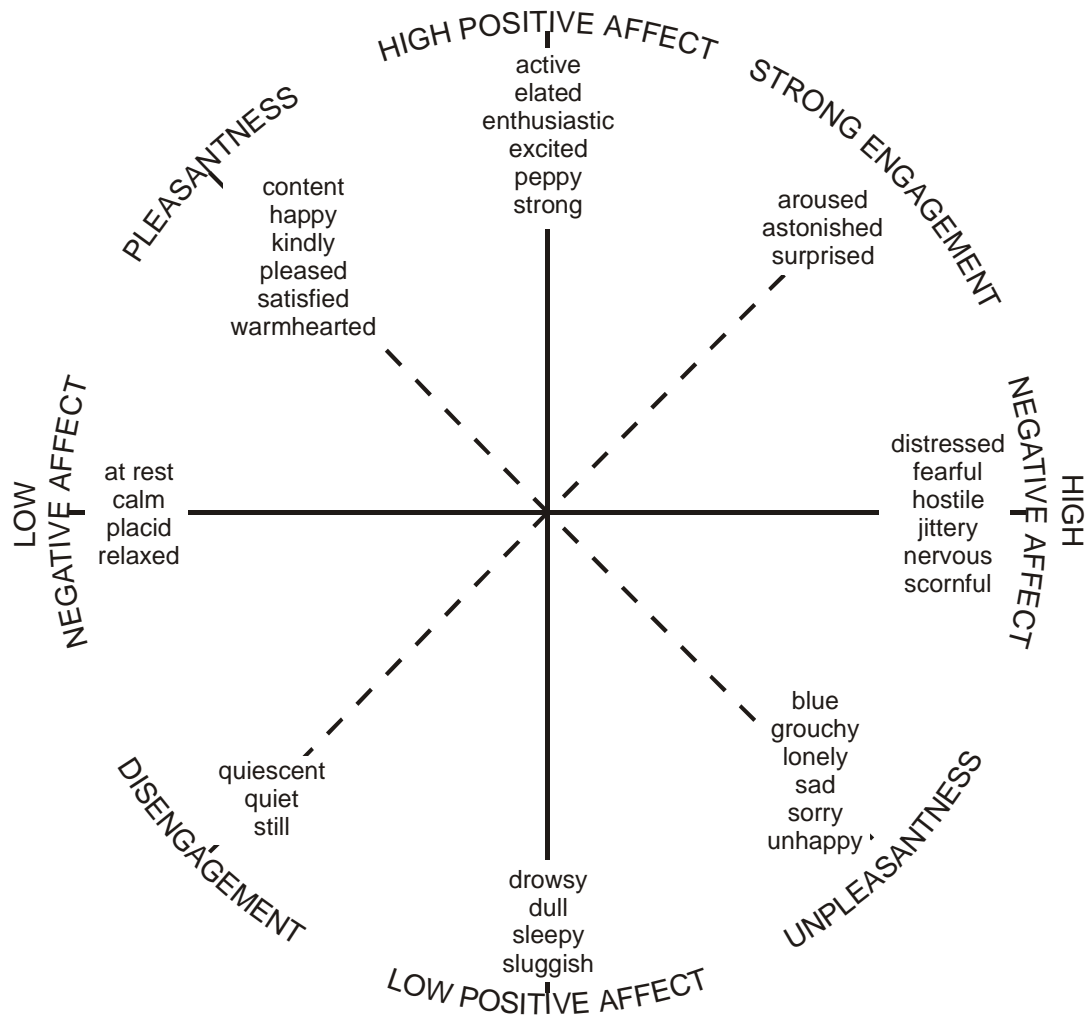 HIGH POSITIVE AFFECT
active
elated
enthusiastic
excited
peppy
strong
STRONG ENGAGEMENT
aroused
astonished
surprised
PLEASANTNESS
content
happy
kindly
pleased
satisfied
warmhearted
LOW
NEGATIVE AFFECT
at rest
calm
placid
relaxed
distressed
fearful
hostile
jittery
nervous
scornful
HIGH
NEGATIVE AFFECT
DISENGAGEMENT
quiescent
quiet
still
blue
grouchy
lonely
sad
sorry
unhappy
UNPLEASANTNESS
drowsy
dull
sleepy
sluggish
LOW POSITIVE AFFECT